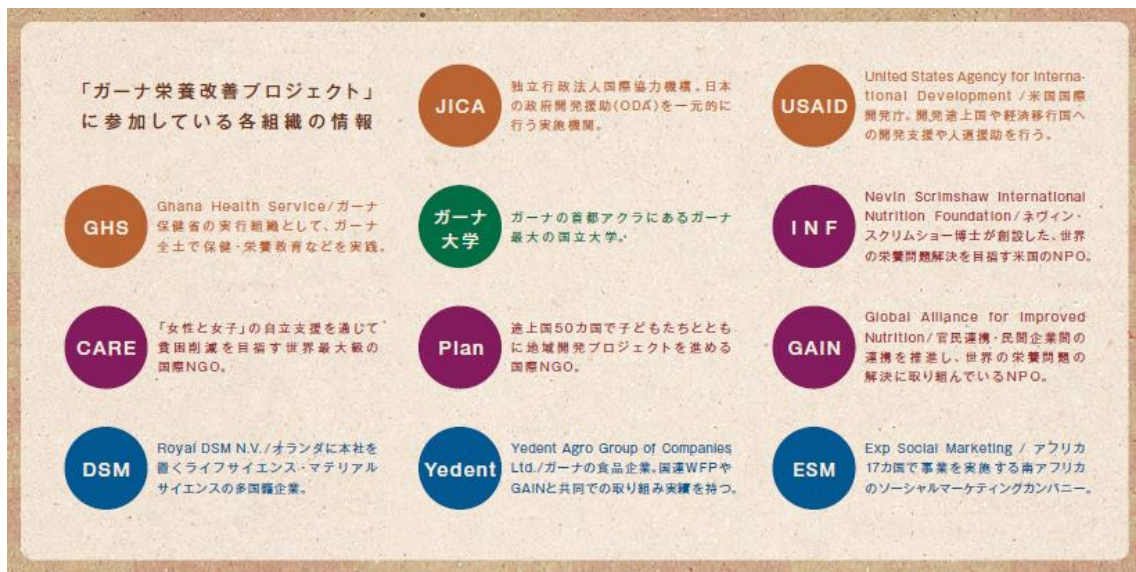 「ガーナ栄養改善プロジェクト」
に参加している各組織の情報
JICA
独立行政法人国際協力機構。日本
の政府開発援助(ODA)を一元的に
行う実施機関。
USAID
United States Agency for Interna-
tional Development /米国国際
開発庁。開発途上国や経済移行国へ
の開発支援や人道援助を行う。
GHS
Ghana Health Service/ガーナ
保健省の実行組織として、ガーナ
全土で保健・栄養教育などを実践。
ガーナ
大学
ガーナの首都アクラにあるガーナ
最大の国立大学。
INF
Nevin Scrimshaw International
Nutrition Foundation/ネヴィン・
スクリムショー博士が創設した、世界
の栄養問題解決を目指す米国のNPO。
CARE
「女性と女子」の自立支援を通じて
貧困削減を目指す世界最大級の
国際NGO。
Plan
途上国50カ国で子どもたちととも
に地域開発プロジェクトを進める
国際NGO。
GAIN
Global Alliance for Improved
Nutrition/官民連携・民間企業間の
連携を推進し、世界の栄養問題の
解決に取り組んでいるNPO。
DSM
Royal DSM N.V./オランダに本社を
置くライフサイエンス・マテリアル
サイエンスの多国籍企業。
Yedent
Yedent Agro Group of Companies
Ltd./ガーナの食品企業。国連WFPや
GAINと共同での取り組み実績を持つ。
ESM
Exp Social Marketing / アフリカ
17カ国で事業を実施する南アフリカ
のソーシャルマーケティングカンパニー。